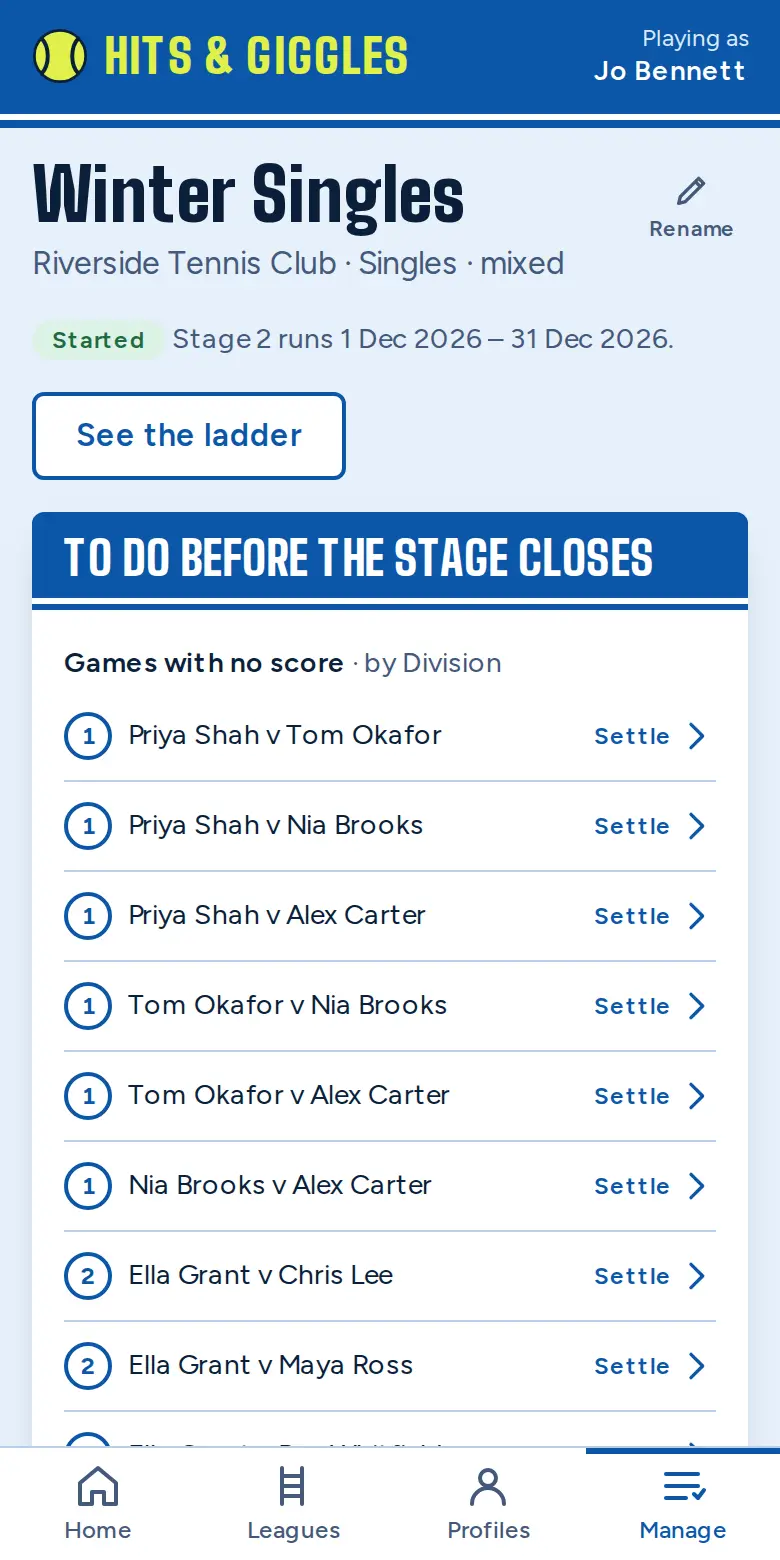 HITS & GIGGLES
Playing as
Jo Bennett
Winter Singles
Rename
Riverside Tennis Club · Singles · mixed
Started Stage 2 runs 1 Dec 2026 – 31 Dec 2026.
See the ladder
TO DO BEFORE THE STAGE CLOSES
Games with no score · by Division
1 Priya Shah v Tom Okafor Settle
1 Priya Shah v Nia Brooks Settle
1 Priya Shah v Alex Carter Settle
1 Tom Okafor v Nia Brooks Settle
1 Tom Okafor v Alex Carter Settle
1 Nia Brooks v Alex Carter Settle
2 Ella Grant v Chris Lee Settle
2 Ella Grant v Maya Ross Settle
Home Leagues Profiles Manage